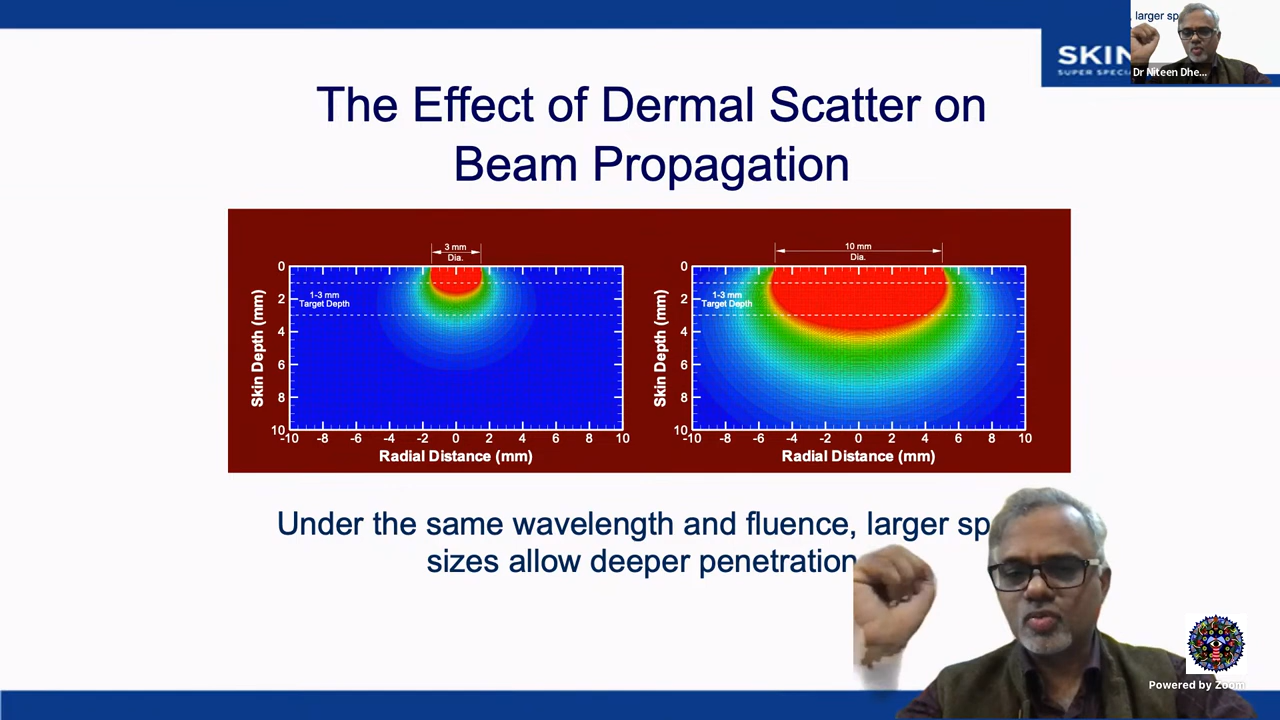 larger sp
SKIN
SUPER SPECI
Dr Niteen Dhe...
The Effect of Dermal Scatter on
Beam Propagation
3 mm
Dia.
0
2
4
6
8
10
Skin Depth (mm)
1-3 mm
Target Depth
-10 -8 -6 -4 -2 0 2 4 6 8 10
Radial Distance (mm)
10 mm
Dia.
0
2
4
6
8
10
Skin Depth (mm)
1-3 mm
Target Depth
-10 -8 -6 -4 -2 0 2 4 6 8 10
Radial Distance (mm)
Under the same wavelength and fluence, larger sp
sizes allow deeper penetration
Powered by Zoom